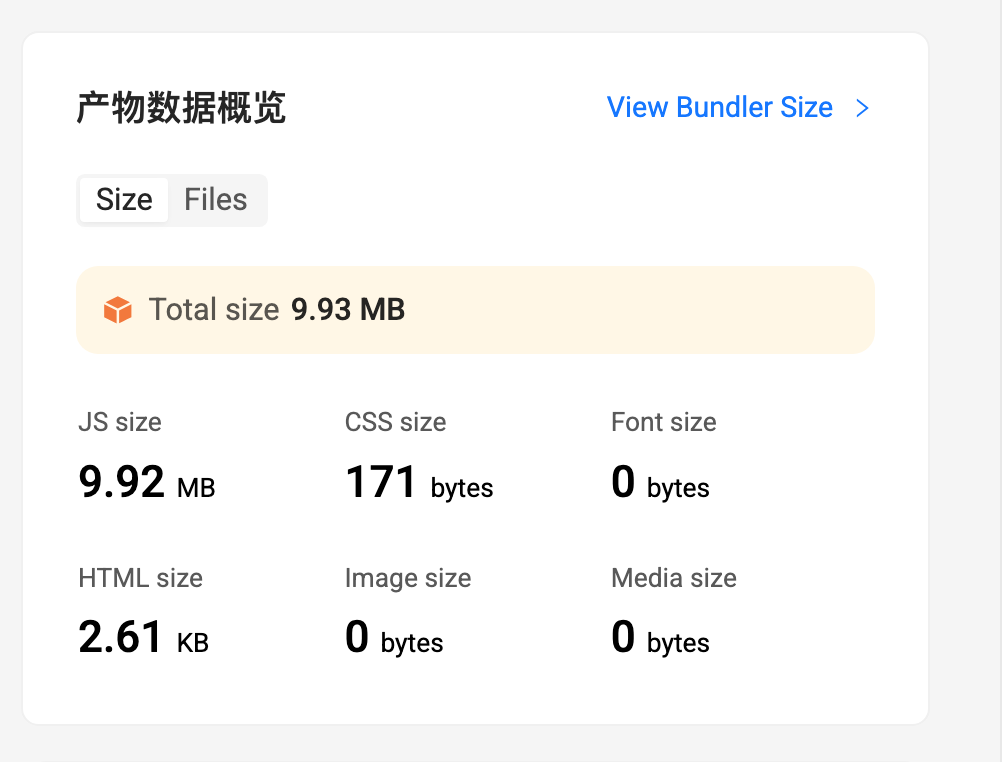 产物数据概览
View Bundler Size >
Size Files
Total size 9.93 MB
JS size CSS size Font size
9.92 MB 171 bytes 0 bytes
HTML size Image size Media size
2.61 KB 0 bytes 0 bytes